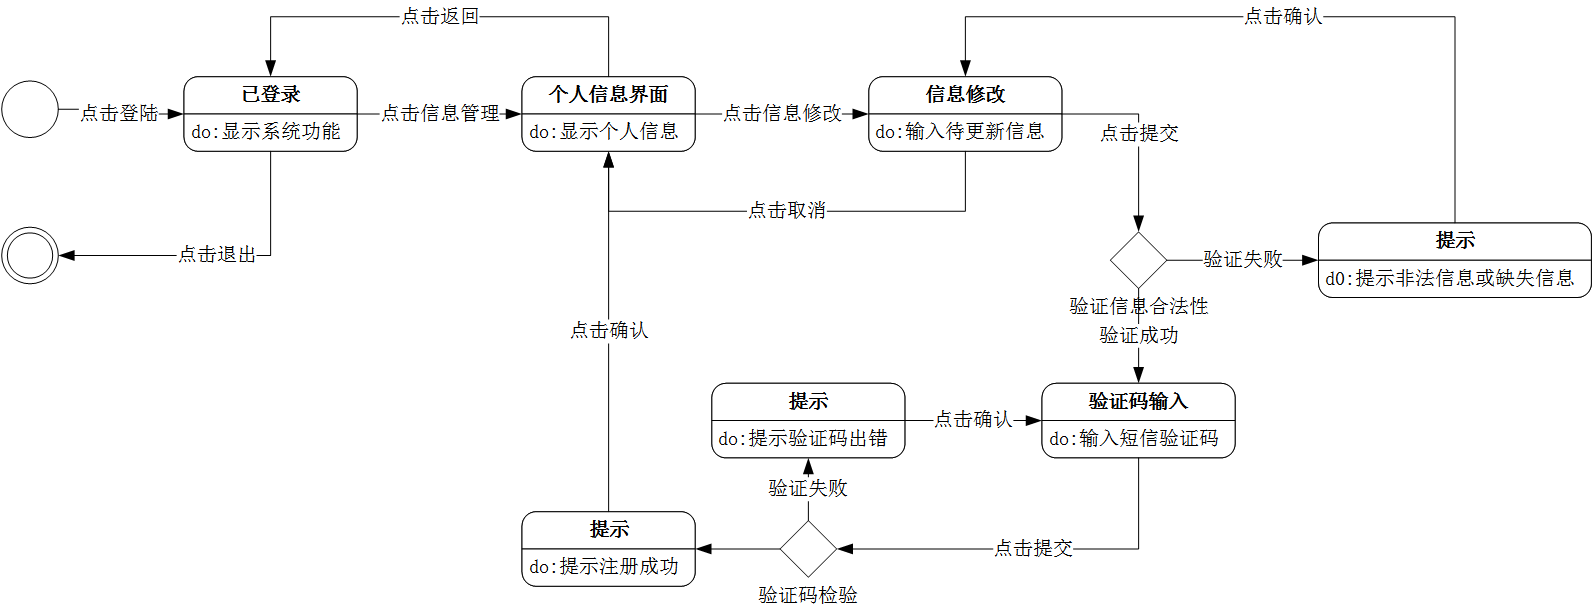 点击返回
点击确认
点击登陆
已登录
do:显示系统功能
点击信息管理
个人信息界面
do:显示个人信息
点击信息修改
信息修改
do:输入待更新信息
点击提交
点击取消
点击退出
验证失败
提示
d0:提示非法信息或缺失信息
验证信息合法性
验证成功
点击确认
提示
do:提示验证码出错
点击确认
验证码输入
do:输入短信验证码
验证失败
提示
do:提示注册成功
点击提交
验证码检验